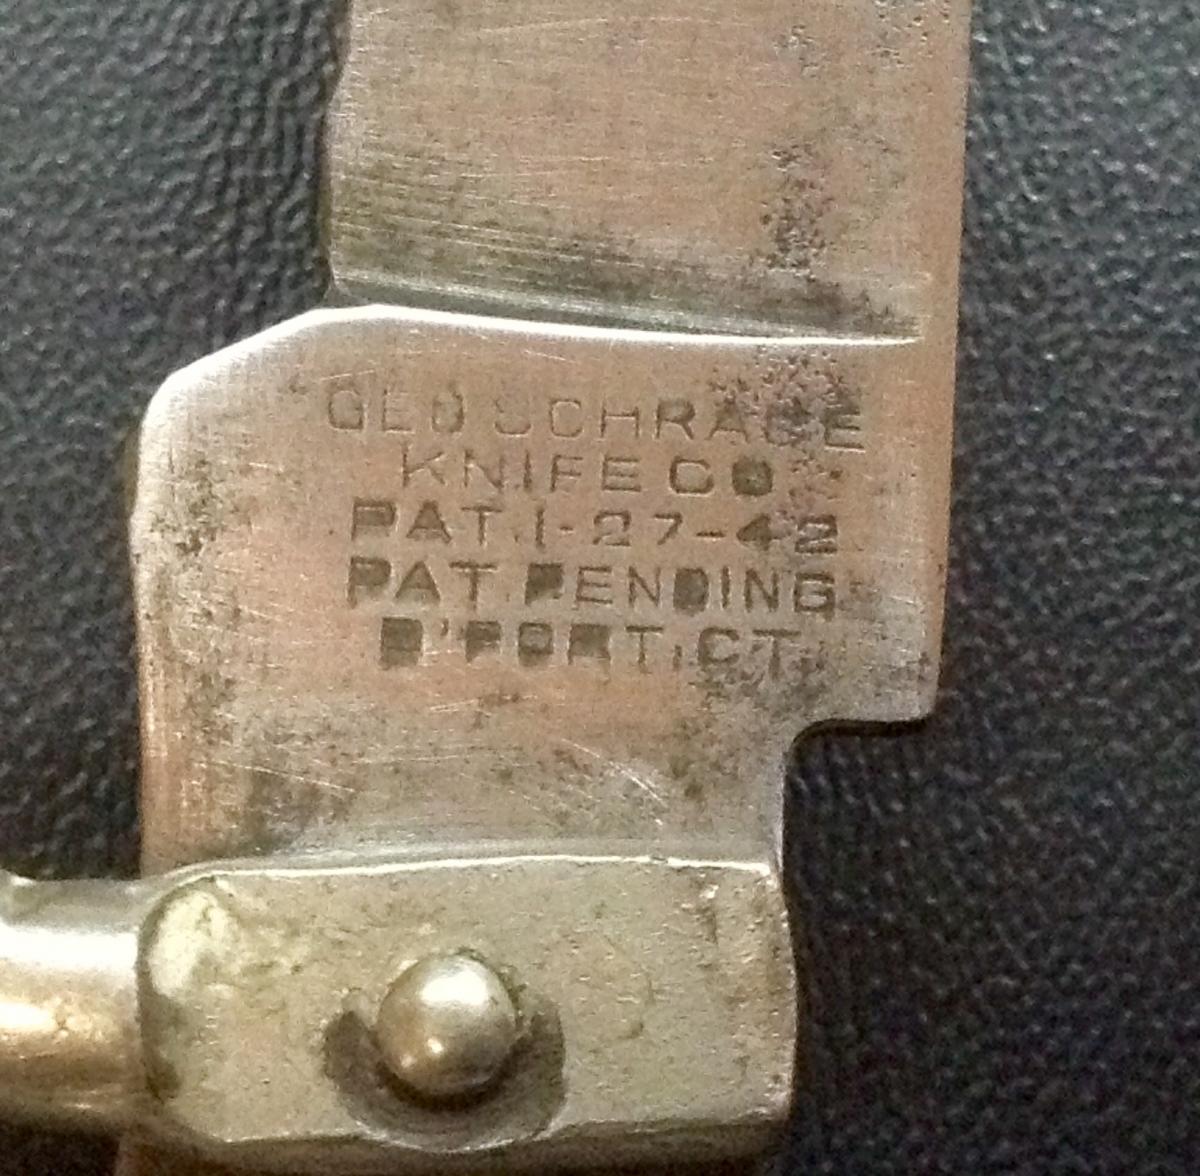 GEO SCHRADE
KNIFE CO
PAT. 1-27-42
PAT. PENDING
B'PORT, CT.